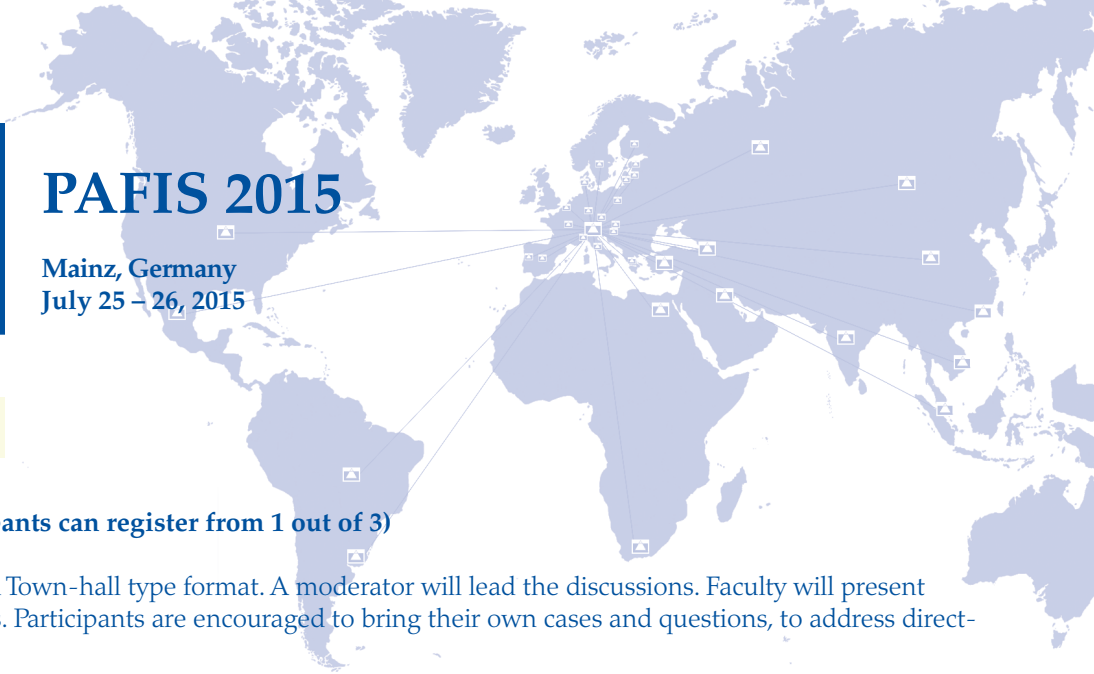 PAFIS 2015
Mainz, Germany
July 25 – 26, 2015
ants can register from 1 out of 3)
Town-hall type format. A moderator will lead the discussions. Faculty will present
s. Participants are encouraged to bring their own cases and questions, to address direct-